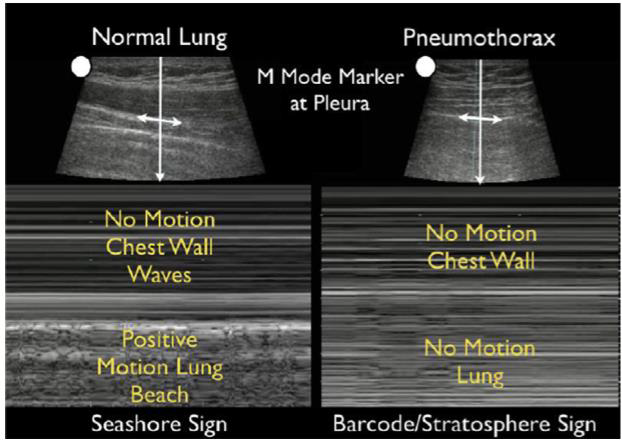 Normal Lung
Pneumothorax
M Mode Marker
at Pleura
No Motion
Chest Wall
Waves
No Motion
Chest Wall
Positive
Motion Lung
Beach
No Motion
Lung
Seashore Sign
Barcode/Stratosphere Sign